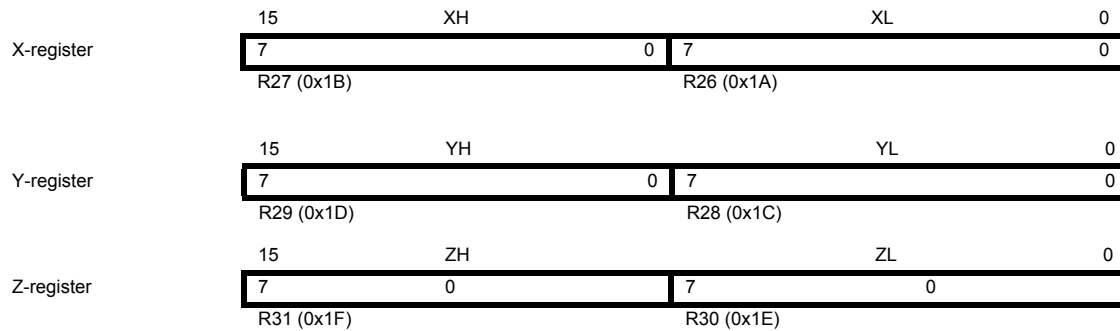 15 XH XL 0
X-register 7 0 7 0
R27 (0x1B) R26 (0x1A)
15 YH YL 0
Y-register 7 0 7 0
R29 (0x1D) R28 (0x1C)
15 ZH ZL 0
Z-register 7 0 7 0
R31 (0x1F) R30 (0x1E)